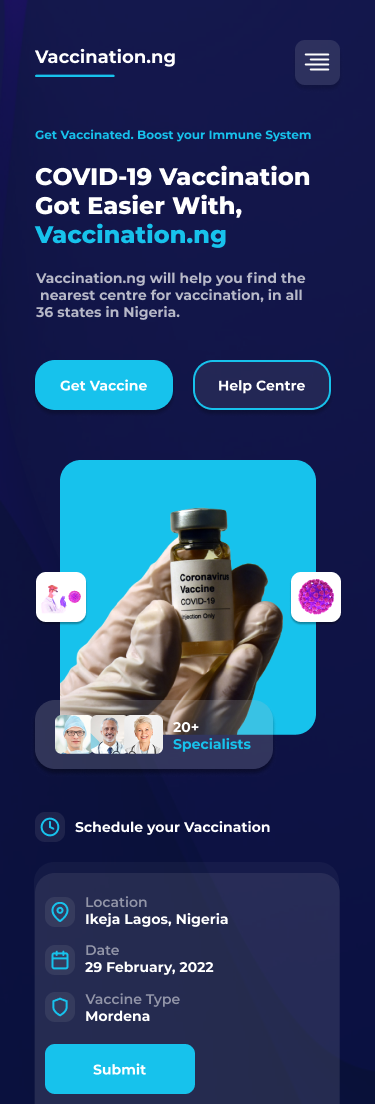 Vaccination.ng
Get Vaccinated. Boost your Immune System
COVID-19 Vaccination
Got Easier With,
Vaccination.ng
Vaccination.ng will help you find the
nearest centre for vaccination, in all
36 states in Nigeria.
Get Vaccine
Help Centre
Coronavirus
Vaccine
COVID-19
Injection Only
20+
Specialists
Schedule your Vaccination
Location
Ikeja Lagos, Nigeria
Date
29 February, 2022
Vaccine Type
Mordena
Submit